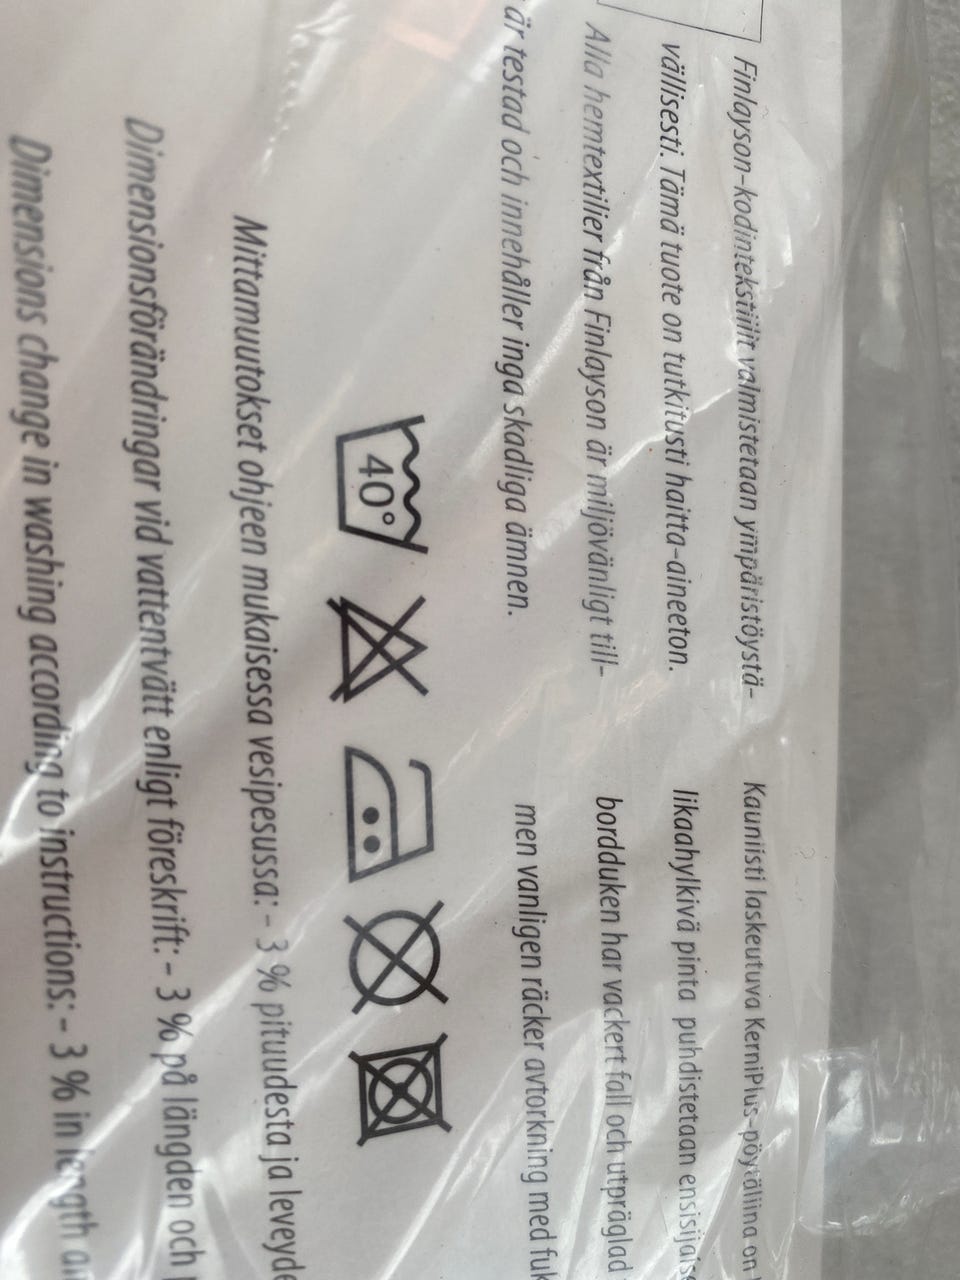 Finlayson-kodintekstiilit valmistetaan ympäristöystä-
vällisesti. Tämä tuote on tutkitusti haitta-aineeton.
Alla hemtextilier från Finlayson är miljövänligt till-
är testad och innehåller inga skadliga ämnen.
Kauniisti laskeutuva KerniPlus-pöytäliina on
likaahylkivä pinta puhdistetaan ensisijais
bordduken har vackert fall och utpräglad
men vanligen räcker avtorkning med fuk
40°
Mittamuutokset ohjeen mukaisessa vesipesussa: - 3 % pituudesta ja leveyde
Dimensionsförändringar vid vattentvätt enligt föreskrift: - 3 % på längden och
Dimensions change in washing according to instructions: - 3 % in length an